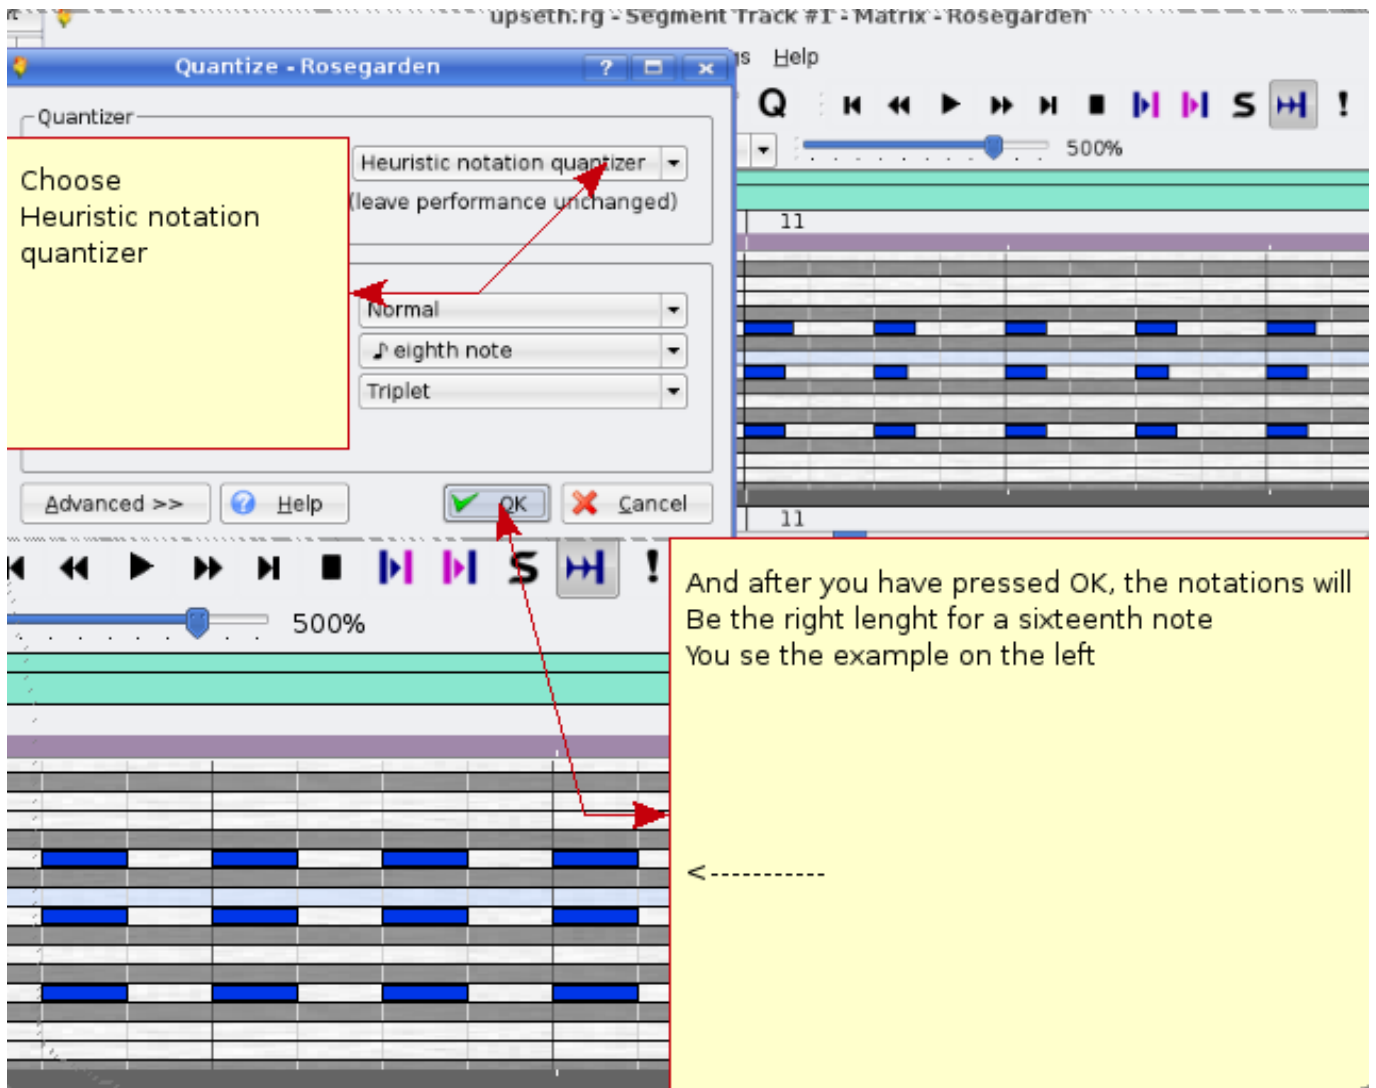 upseth.rg - Segment Track #1 - Matrix - Rosegarden
Help
Quantize - Rosegarden
Quantizer
Choose
Heuristic notation
quantizer
Heuristic notation quantizer
(leave performance unchanged)
Normal
eighth note
Triplet
Advanced >>
Help
OK
Cancel
Q
S
!
500%
11
11
S
!
500%
And after you have pressed OK, the notations will
Be the right lenght for a sixteenth note
You se the example on the left
<-----------